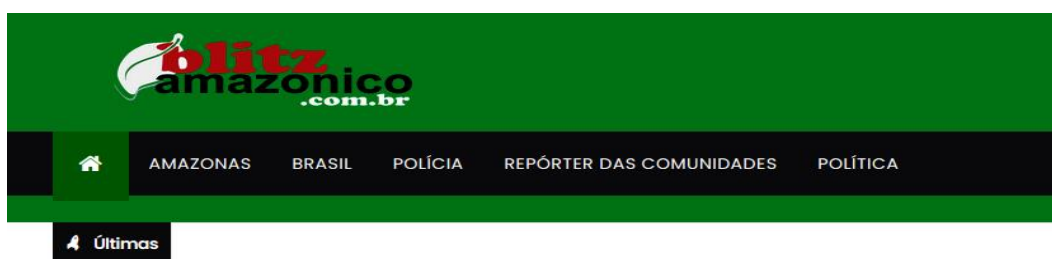 blitz
amazonico
.com.br
AMAZONAS BRASIL POLÍCIA REPÓRTER DAS COMUNIDADES POLÍTICA
Últimas